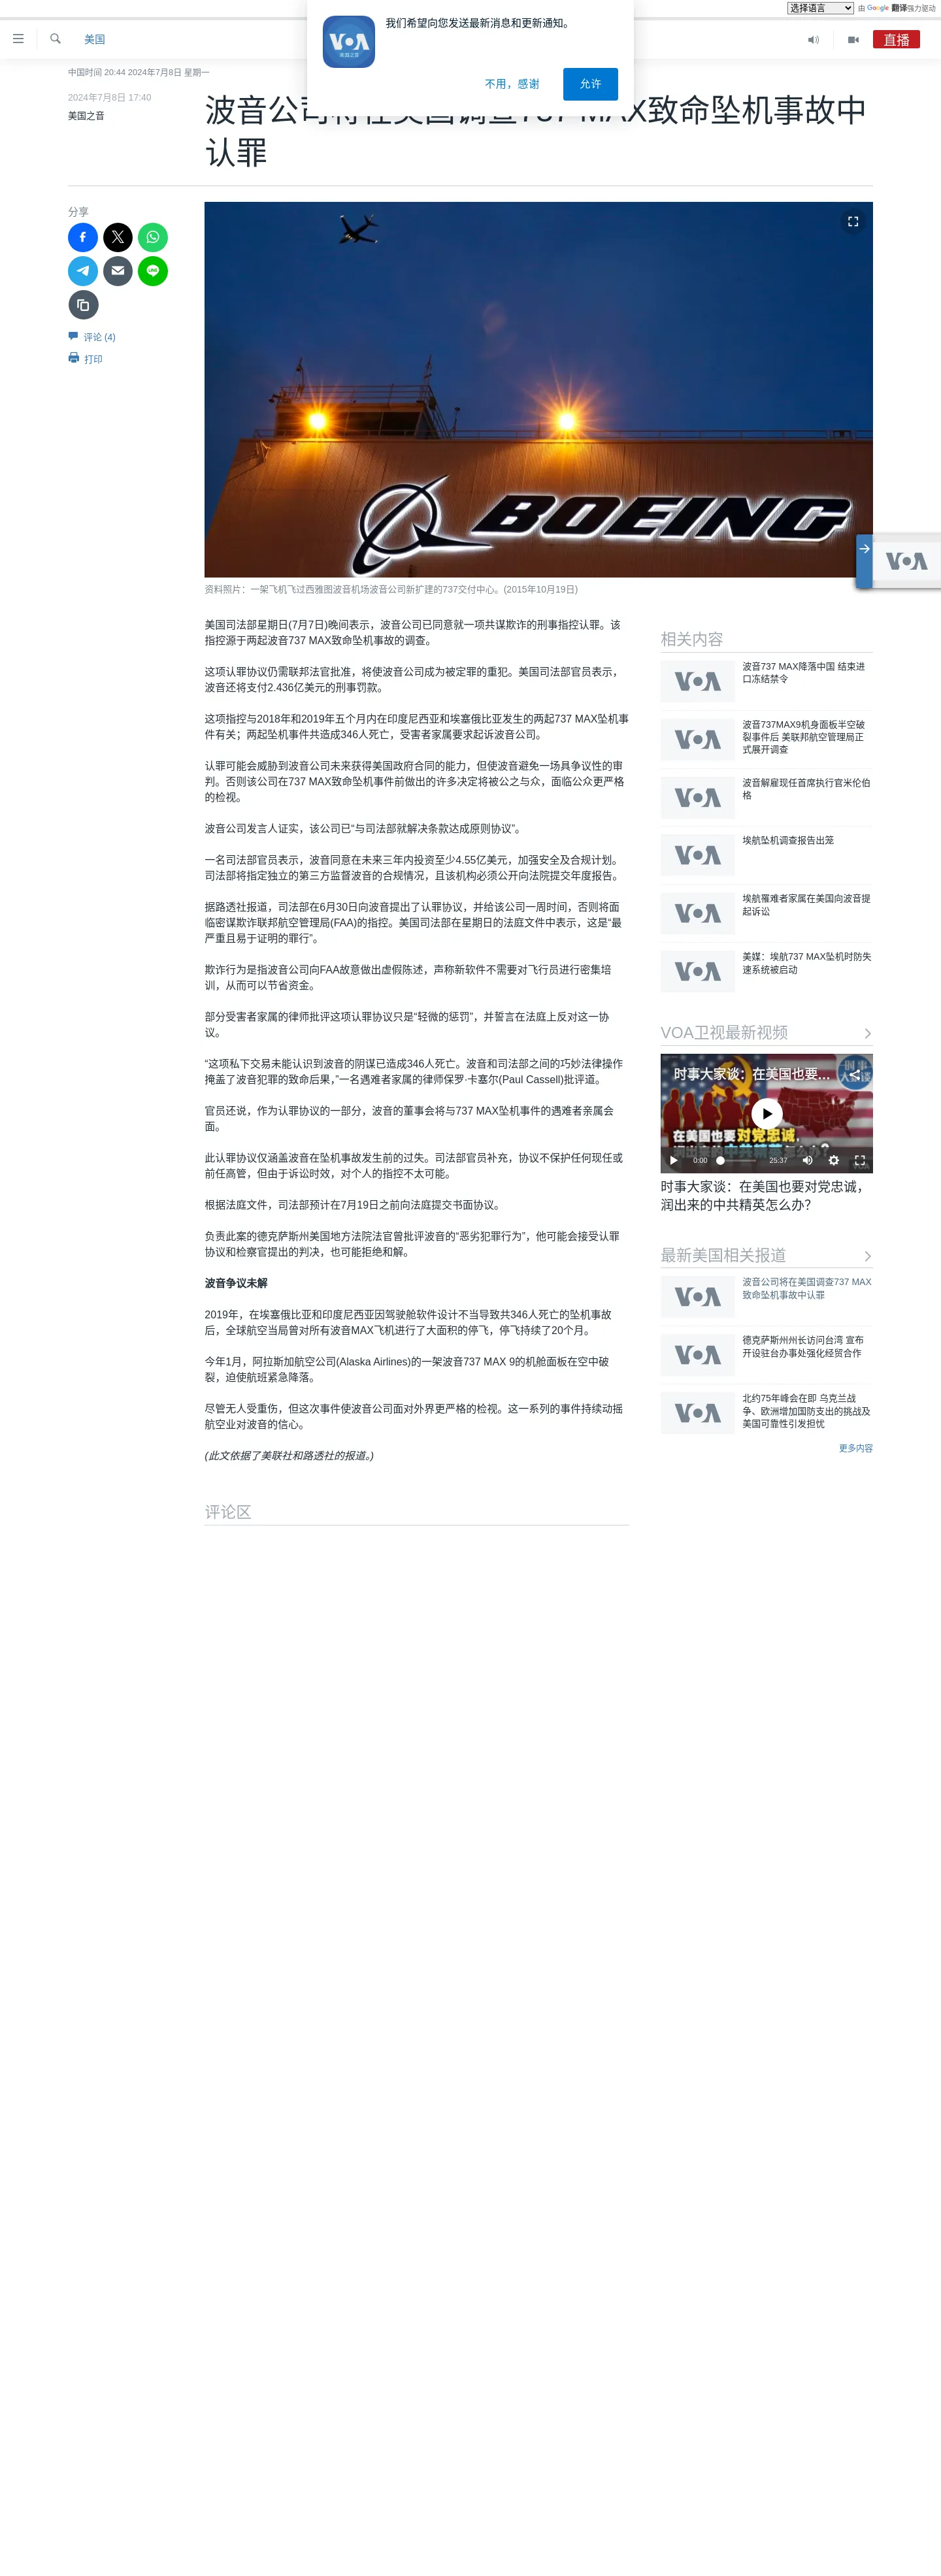 选择语言 由 Google 翻译强力驱动
美国
直播
VOA
美国之音
我们希望向您发送最新消息和更新通知。
不用，感谢
允许
中国时间 20:44 2024年7月8日 星期一
2024年7月8日 17:40
美国之音
波音公司将在美国调查737 MAX致命坠机事故中
认罪
分享
评论 (4)
打印
BOEING
VOA
资料照片：一架飞机飞过西雅图波音机场波音公司新扩建的737交付中心。(2015年10月19日)
美国司法部星期日(7月7日)晚间表示，波音公司已同意就一项共谋欺诈的刑事指控认罪。该
指控源于两起波音737 MAX致命坠机事故的调查。
这项认罪协议仍需联邦法官批准，将使波音公司成为被定罪的重犯。美国司法部官员表示，
波音还将支付2.436亿美元的刑事罚款。
这项指控与2018年和2019年五个月内在印度尼西亚和埃塞俄比亚发生的两起737 MAX坠机事
件有关；两起坠机事件共造成346人死亡，受害者家属要求起诉波音公司。
认罪可能会威胁到波音公司未来获得美国政府合同的能力，但使波音避免一场具争议性的审
判。否则该公司在737 MAX致命坠机事件前做出的许多决定将被公之与众，面临公众更严格
的检视。
波音公司发言人证实，该公司已“与司法部就解决条款达成原则协议”。
一名司法部官员表示，波音同意在未来三年内投资至少4.55亿美元，加强安全及合规计划。
司法部将指定独立的第三方监督波音的合规情况，且该机构必须公开向法院提交年度报告。
据路透社报道，司法部在6月30日向波音提出了认罪协议，并给该公司一周时间，否则将面
临密谋欺诈联邦航空管理局(FAA)的指控。美国司法部在星期日的法庭文件中表示，这是“最
严重且易于证明的罪行”。
欺诈行为是指波音公司向FAA故意做出虚假陈述，声称新软件不需要对飞行员进行密集培
训，从而可以节省资金。
部分受害者家属的律师批评这项认罪协议只是“轻微的惩罚”，并誓言在法庭上反对这一协
议。
“这项私下交易未能认识到波音的阴谋已造成346人死亡。波音和司法部之间的巧妙法律操作
掩盖了波音犯罪的致命后果，”一名遇难者家属的律师保罗·卡塞尔(Paul Cassell)批评道。
官员还说，作为认罪协议的一部分，波音的董事会将与737 MAX坠机事件的遇难者亲属会
面。
此认罪协议仅涵盖波音在坠机事故发生前的过失。司法部官员补充，协议不保护任何现任或
前任高管，但由于诉讼时效，对个人的指控不太可能。
根据法庭文件，司法部预计在7月19日之前向法庭提交书面协议。
负责此案的德克萨斯州美国地方法院法官曾批评波音的“恶劣犯罪行为”，他可能会接受认罪
协议和检察官提出的判决，也可能拒绝和解。
波音争议未解
2019年，在埃塞俄比亚和印度尼西亚因驾驶舱软件设计不当导致共346人死亡的坠机事故
后，全球航空当局曾对所有波音MAX飞机进行了大面积的停飞，停飞持续了20个月。
今年1月，阿拉斯加航空公司(Alaska Airlines)的一架波音737 MAX 9的机舱面板在空中破
裂，迫使航班紧急降落。
尽管无人受重伤，但这次事件使波音公司面对外界更严格的检视。这一系列的事件持续动摇
航空业对波音的信心。
(此文依据了美联社和路透社的报道。)
评论区
相关内容
VOA
波音737 MAX降落中国 结束进
口冻结禁令
VOA
波音737MAX9机身面板半空破
裂事件后 美联邦航空管理局正
式展开调查
VOA
波音解雇现任首席执行官米伦伯
格
VOA
埃航坠机调查报告出笼
VOA
埃航罹难者家属在美国向波音提
起诉讼
VOA
美媒：埃航737 MAX坠机时防失
速系统被启动
VOA卫视最新视频
时事大家谈：在美国也要…
在美国也要对党忠诚，
润出来的中共精英怎么办？
0:00
25:37
时事大家谈：在美国也要对党忠诚，
润出来的中共精英怎么办？
最新美国相关报道
VOA
波音公司将在美国调查737 MAX
致命坠机事故中认罪
VOA
德克萨斯州州长访问台湾 宣布
开设驻台办事处强化经贸合作
VOA
北约75年峰会在即 乌克兰战
争、欧洲增加国防支出的挑战及
美国可靠性引发担忧
更多内容